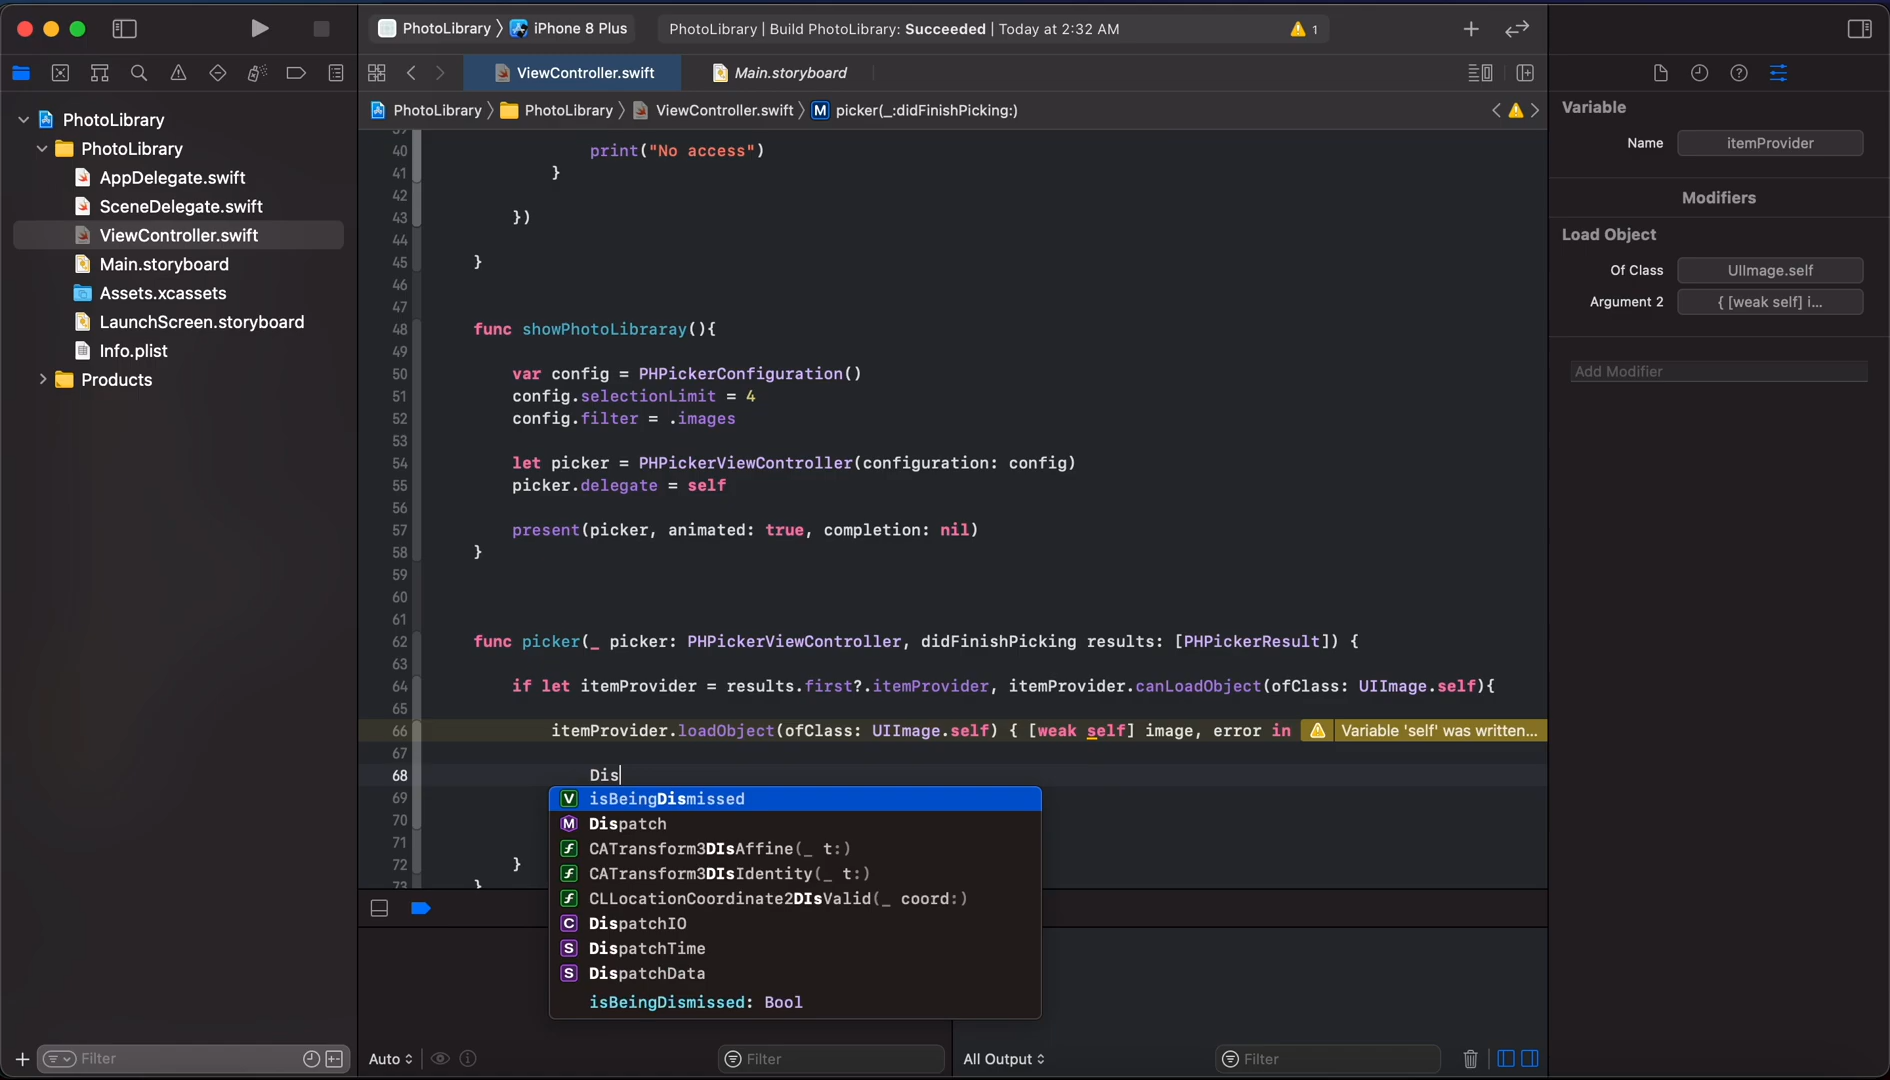 PhotoLibrary
iPhone 8 Plus
PhotoLibrary | Build PhotoLibrary: Succeeded | Today at 2:32 AM
1
ViewController.swift
Main.storyboard
PhotoLibrary
PhotoLibrary
ViewController.swift
M
picker(_:didFinishPicking:)
PhotoLibrary
PhotoLibrary
AppDelegate.swift
SceneDelegate.swift
ViewController.swift
Main.storyboard
Assets.xcassets
LaunchScreen.storyboard
Info.plist
Products
Filter
39
40 print("No access")
41 }
42
43 })
44
45 }
46
47
48 func showPhotoLibraray(){
49
50 var config = PHPickerConfiguration()
51 config.selectionLimit = 4
52 config.filter = .images
53
54 let picker = PHPickerViewController(configuration: config)
55 picker.delegate = self
56
57 present(picker, animated: true, completion: nil)
58 }
59
60
61
62 func picker(_ picker: PHPickerViewController, didFinishPicking results: [PHPickerResult]) {
63
64 if let itemProvider = results.first?.itemProvider, itemProvider.canLoadObject(ofClass: UIImage.self){
65
66 itemProvider.loadObject(ofClass: UIImage.self) { [weak self] image, error in Variable 'self' was written...
67
68 Dis
69
70
71
72 }
73 }
V isBeingDismissed
M Dispatch
f CATransform3DIsAffine(_ t:)
f CATransform3DIsIdentity(_ t:)
f CLLocationCoordinate2DIsValid(_ coord:)
C DispatchIO
S DispatchTime
S DispatchData
isBeingDismissed: Bool
Auto
Filter
All Output
Filter
Variable
Name itemProvider
Modifiers
Load Object
Of Class UIImage.self
Argument 2 { [weak self] i...
Add Modifier